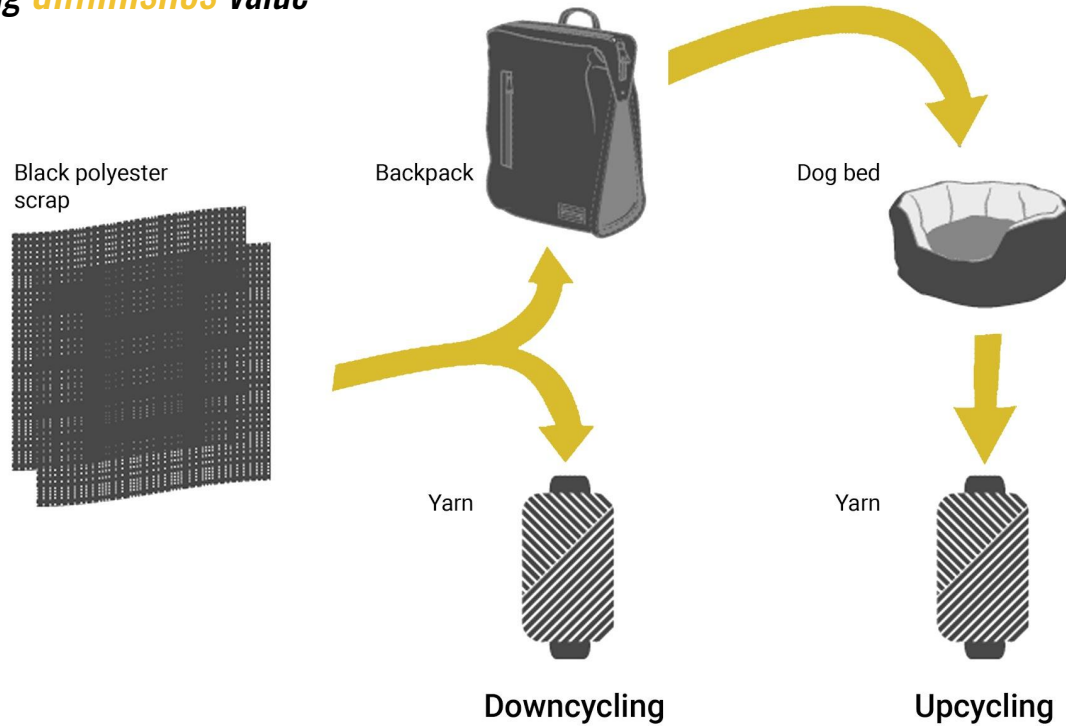 diminishes value
Black polyester
scrap
Backpack
Dog bed
Yarn
Yarn
Downcycling
Upcycling